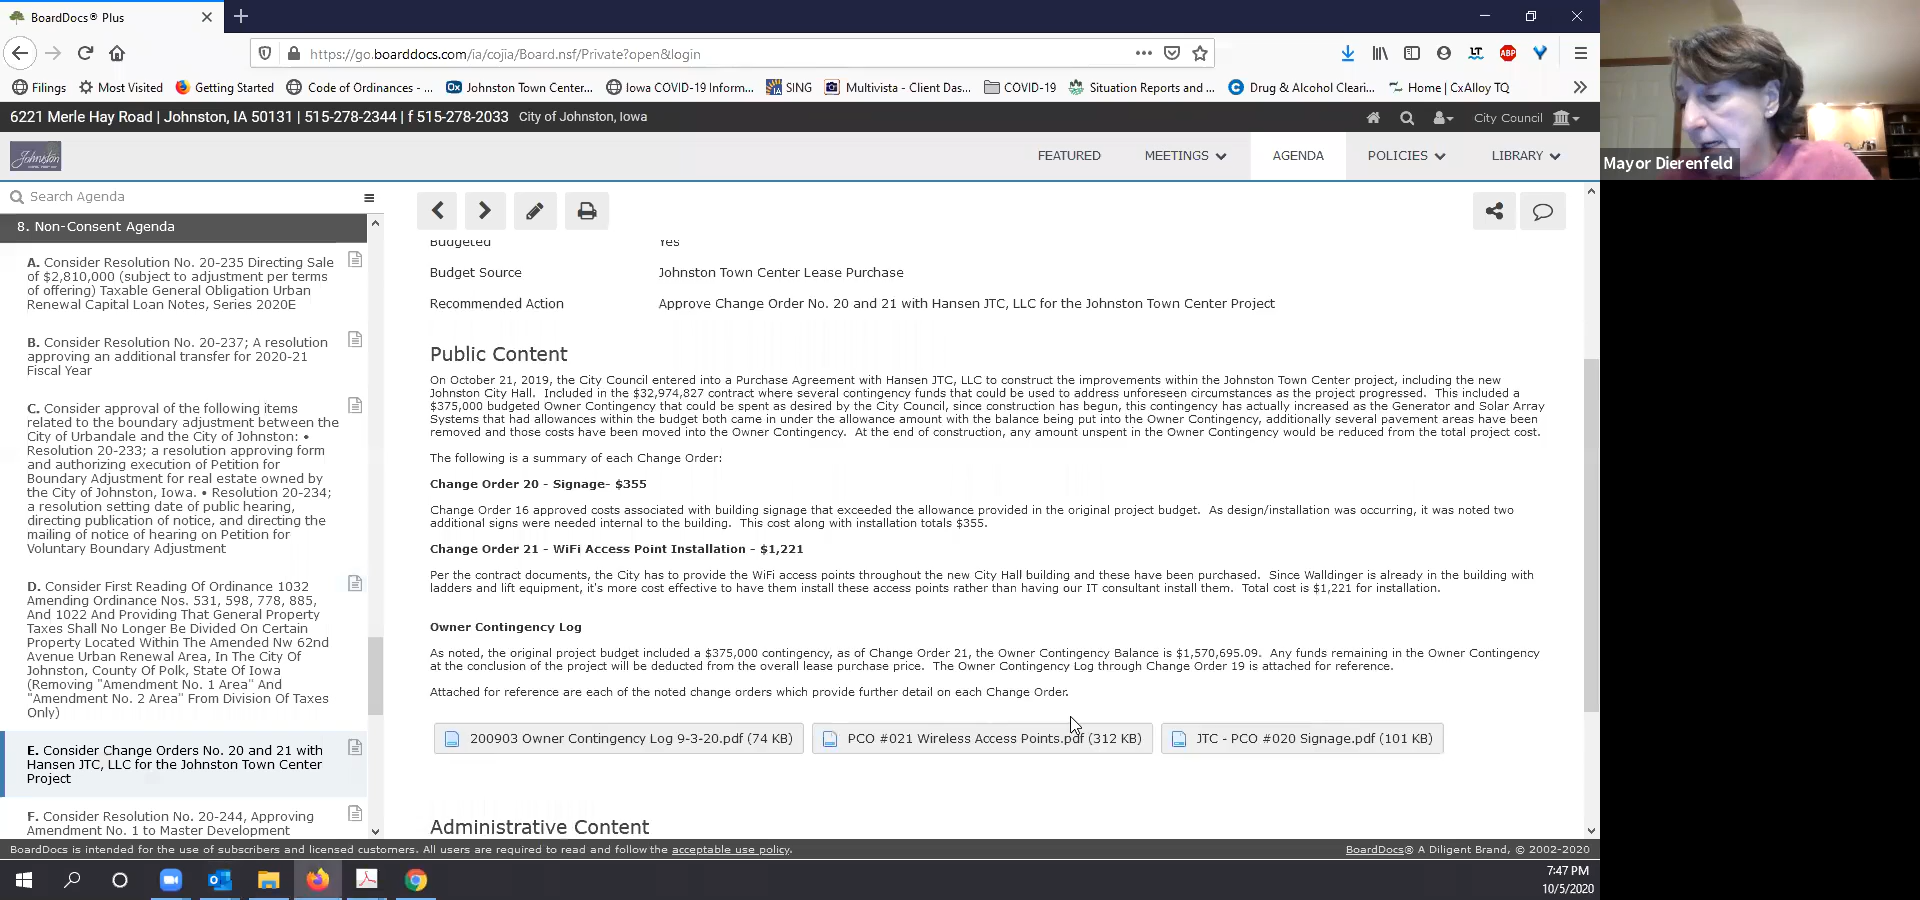 BoardDocs® Plus
https://go.boarddocs.com/ia/cojia/Board.nsf/Private?open&login
LT
ABP
Filings
Most Visited
Getting Started
Code of Ordinances - ...
Johnston Town Center...
Iowa COVID-19 Inform...
SING
Multivista - Client Das...
COVID-19
Situation Reports and ...
Drug & Alcohol Cleari...
Home | CxAlloy TQ
6221 Merle Hay Road | Johnston, IA 50131 | 515-278-2344 | f 515-278-2033 City of Johnston, Iowa
City Council
Johnston
FEATURED
MEETINGS
AGENDA
POLICIES
LIBRARY
Mayor Dierenfeld
Search Agenda
8. Non-Consent Agenda
A. Consider Resolution No. 20-235 Directing Sale
of $2,810,000 (subject to adjustment per terms
of offering) Taxable General Obligation Urban
Renewal Capital Loan Notes, Series 2020E
B. Consider Resolution No. 20-237; A resolution
approving an additional transfer for 2020-21
Fiscal Year
C. Consider approval of the following items
related to the boundary adjustment between the
City of Urbandale and the City of Johnston: •
Resolution 20-233; a resolution approving form
and authorizing execution of Petition for
Boundary Adjustment for real estate owned by
the City of Johnston, Iowa. • Resolution 20-234;
a resolution setting date of public hearing,
directing publication of notice, and directing the
mailing of notice of hearing on Petition for
Voluntary Boundary Adjustment
D. Consider First Reading Of Ordinance 1032
Amending Ordinance Nos. 531, 598, 778, 885,
And 1022 And Providing That General Property
Taxes Shall No Longer Be Divided On Certain
Property Located Within The Amended Nw 62nd
Avenue Urban Renewal Area, In The City Of
Johnston, County Of Polk, State Of Iowa
(Removing "Amendment No. 1 Area" And
"Amendment No. 2 Area" From Division Of Taxes
Only)
E. Consider Change Orders No. 20 and 21 with
Hansen JTC, LLC for the Johnston Town Center
Project
F. Consider Resolution No. 20-244, Approving
Amendment No. 1 to Master Development
Budgeted Yes
Budget Source Johnston Town Center Lease Purchase
Recommended Action Approve Change Order No. 20 and 21 with Hansen JTC, LLC for the Johnston Town Center Project
Public Content
On October 21, 2019, the City Council entered into a Purchase Agreement with Hansen JTC, LLC to construct the improvements within the Johnston Town Center project, including the new
Johnston City Hall. Included in the $32,974,827 contract where several contingency funds that could be used to address unforeseen circumstances as the project progressed. This included a
$375,000 budgeted Owner Contingency that could be spent as desired by the City Council, since construction has begun, this contingency has actually increased as the Generator and Solar Array
Systems that had allowances within the budget both came in under the allowance amount with the balance being put into the Owner Contingency, additionally several pavement areas have been
removed and those costs have been moved into the Owner Contingency. At the end of construction, any amount unspent in the Owner Contingency would be reduced from the total project cost.
The following is a summary of each Change Order:
Change Order 20 - Signage- $355
Change Order 16 approved costs associated with building signage that exceeded the allowance provided in the original project budget. As design/installation was occurring, it was noted two
additional signs were needed internal to the building. This cost along with installation totals $355.
Change Order 21 - WiFi Access Point Installation - $1,221
Per the contract documents, the City has to provide the WiFi access points throughout the new City Hall building and these have been purchased. Since Walldinger is already in the building with
ladders and lift equipment, it's more cost effective to have them install these access points rather than having our IT consultant install them. Total cost is $1,221 for installation.
Owner Contingency Log
As noted, the original project budget included a $375,000 contingency, as of Change Order 21, the Owner Contingency Balance is $1,570,695.09. Any funds remaining in the Owner Contingency
at the conclusion of the project will be deducted from the overall lease purchase price. The Owner Contingency Log through Change Order 19 is attached for reference.
Attached for reference are each of the noted change orders which provide further detail on each Change Order.
200903 Owner Contingency Log 9-3-20.pdf (74 KB)
PCO #021 Wireless Access Points.pdf (312 KB)
JTC - PCO #020 Signage.pdf (101 KB)
Administrative Content
BoardDocs is intended for the use of subscribers and licensed customers. All users are required to read and follow the acceptable use policy.
BoardDocs® A Diligent Brand, © 2002-2020
7:47 PM
10/5/2020